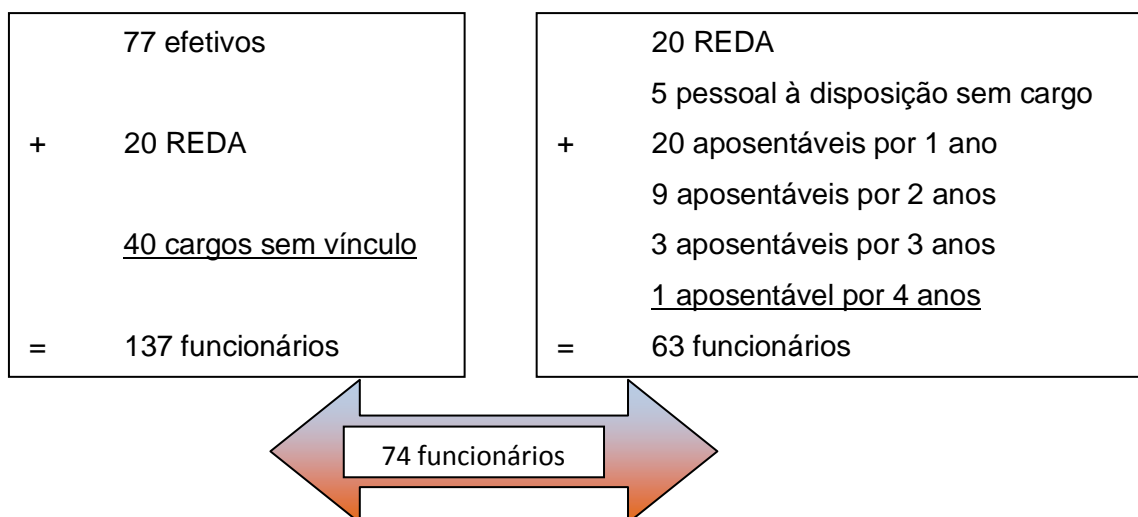 77 efetivos
+ 20 REDA
40 cargos sem vínculo
= 137 funcionários
20 REDA
5 pessoal à disposição sem cargo
+ 20 aposentáveis por 1 ano
9 aposentáveis por 2 anos
3 aposentáveis por 3 anos
1 aposentável por 4 anos
= 63 funcionários
74 funcionários